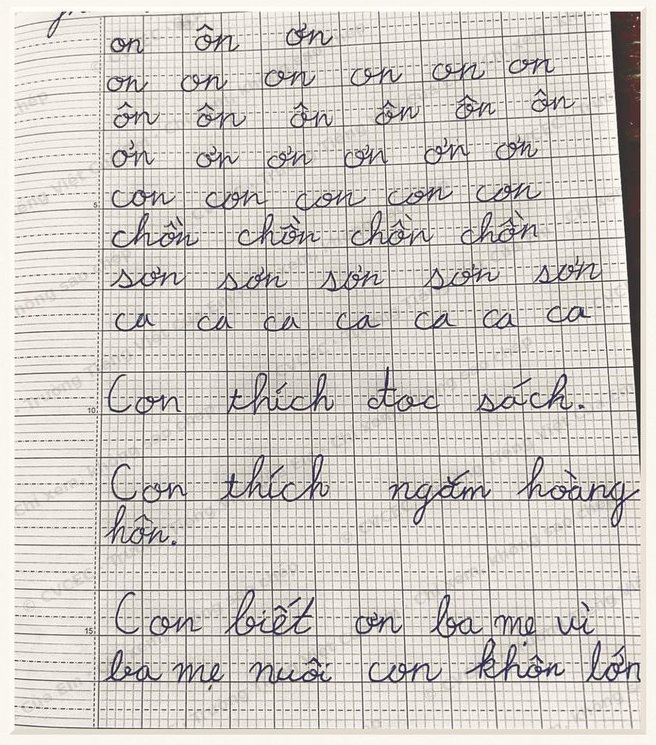 on ôn ơn
on on on on on on
ôn ôn ôn ôn ôn ôn
ơn ơn ơn ơn ơn ơn
con con con con con
chồn chồn chồn chồn
sơn sơn sơn sơn sơn
ca ca ca ca ca ca ca
Con thích đọc sách.
Con thích ngắm hoàng
hôn.
Con biết ơn ba mẹ vì
ba mẹ nuôi con khôn lớn